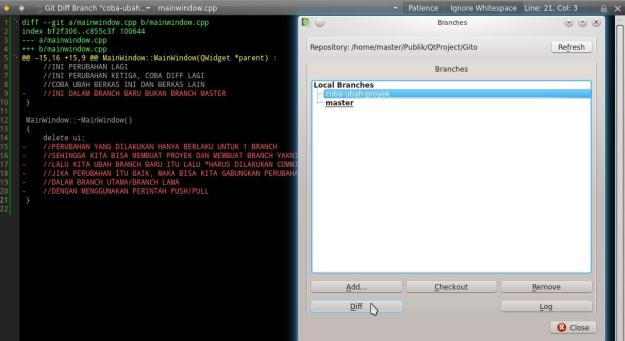 Git Diff Branch "coba-ubah...
mainwindow.cpp
Patience
Ignore Whitespace
Line: 21, Col: 3
1 diff --git a/mainwindow.cpp b/mainwindow.cpp
2 index bf2f306..c855c3f 100644
3 --- a/mainwindow.cpp
4 +++ b/mainwindow.cpp
5 @@ -15,16 +15,9 @@ MainWindow::MainWindow(QWidget *parent) :
6 //INI PERUBAHAN LAGI
7 //INI PERUBAHAN KETIGA, COBA DIFF LAGI
8 //COBA UBAH BERKAS INI DAN BERKAS LAIN
9 - //INI DALAM BRANCH BARU BUKAN BRANCH MASTER
10 }
11
12 MainWindow::~MainWindow()
13 {
14 delete ui;
15 - //PERUBAHAN YANG DILAKUKAN HANYA BERLAKU UNTUK 1 BRANCH
16 - //SEHINGGA KITA BISA MEMBUAT PROYEK DAN MEMBUAT BRANCH YAKNI
17 - //LALU KITA UBAH BRANCH BARU ITU LALU *HARUS DILAKUKAN COMMI
18 - //JIKA PERUBAHAN ITU BAIK, MAKA BISA KITA GABUNGKAN PERUBAHA
19 - //DALAM BRANCH UTAMA/BRANCH LAMA
20 - //DENGAN MENGGUNAKAN PERINTAH PUSH/PULL
21 }
22
Branches
Repository: /home/master/Publik/QtProject/Gito
Refresh
Branches
Local Branches
coba-ubah-proyek
master
Add...
Checkout
Remove
Diff
Log
Close